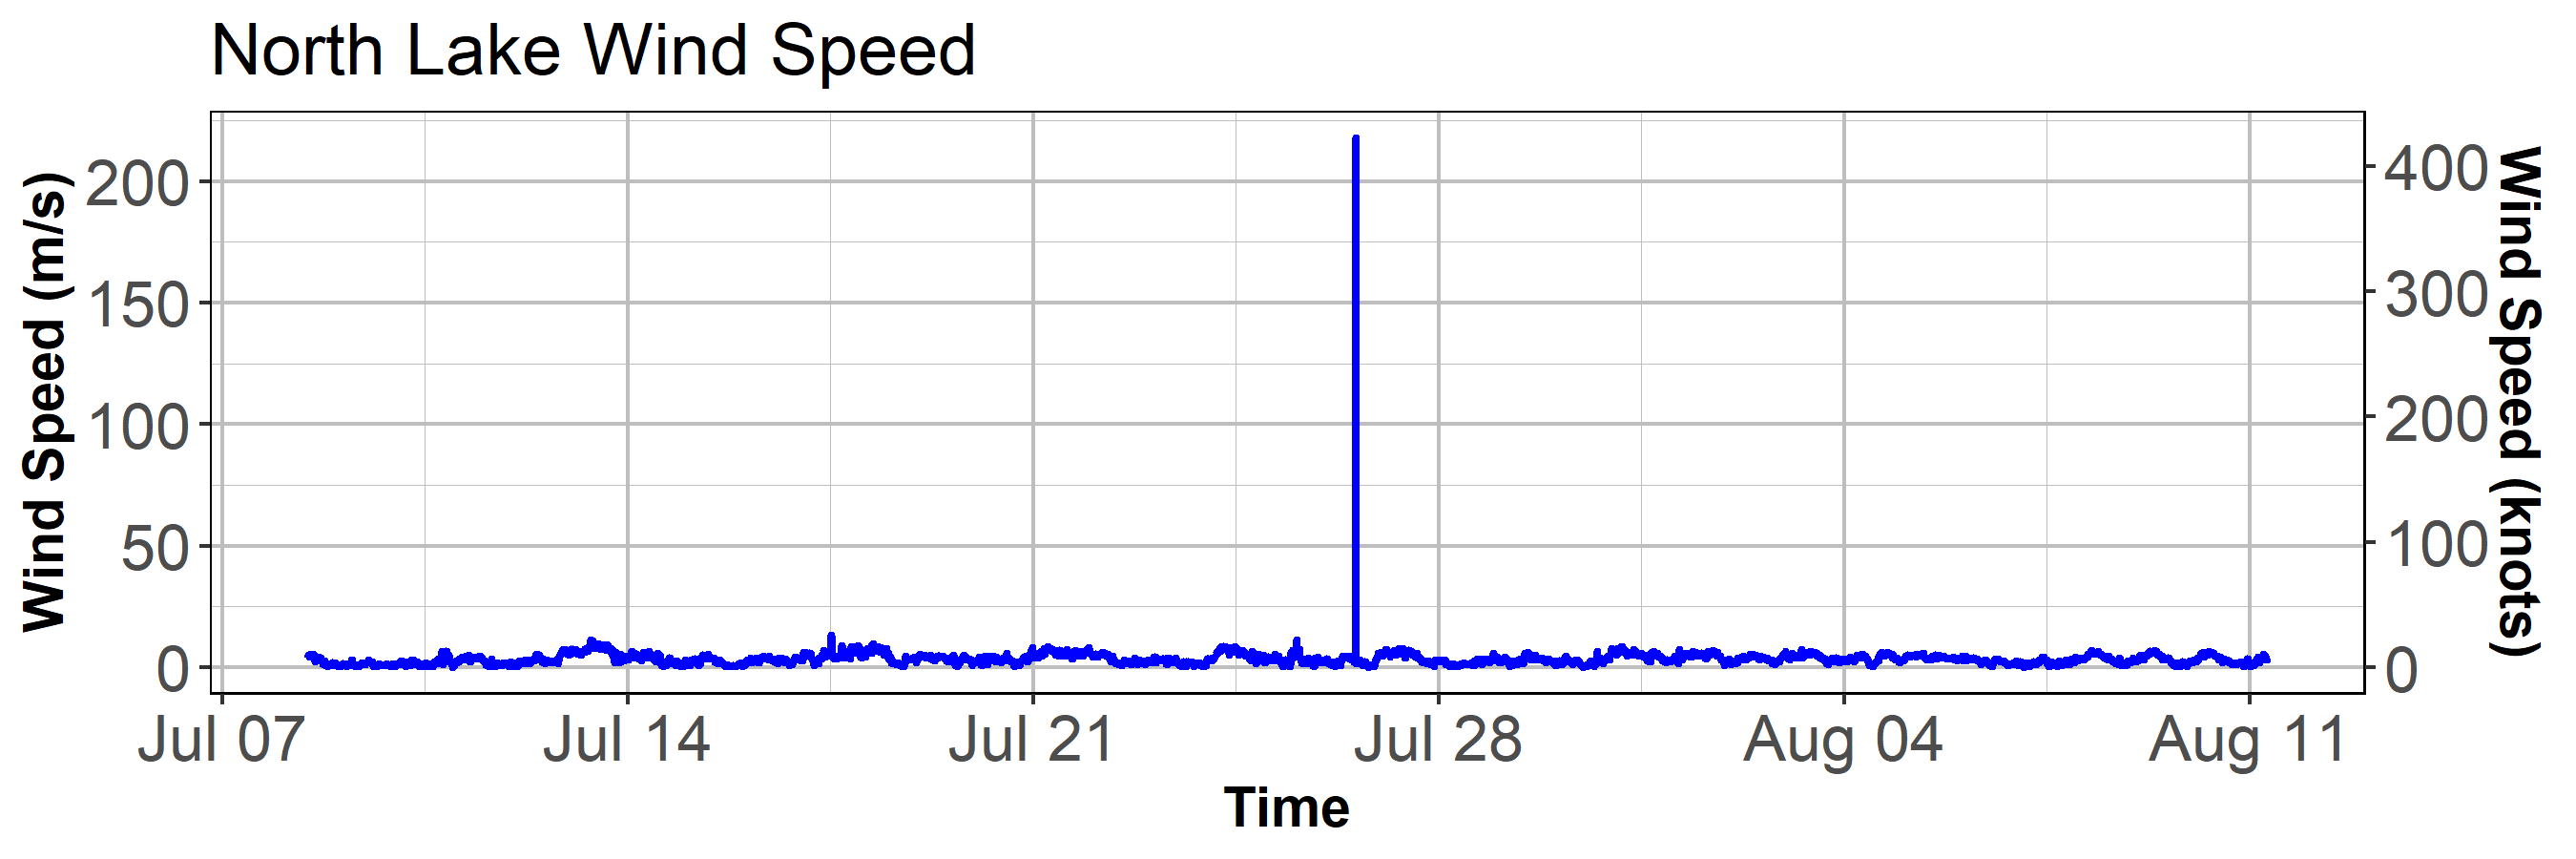 North Lake Wind Speed
Wind Speed (m/s)
200
150
100
50
0
400
300
200
100
0
Wind Speed (knots)
Jul 07
Jul 14
Jul 21
Jul 28
Aug 04
Aug 11
Time